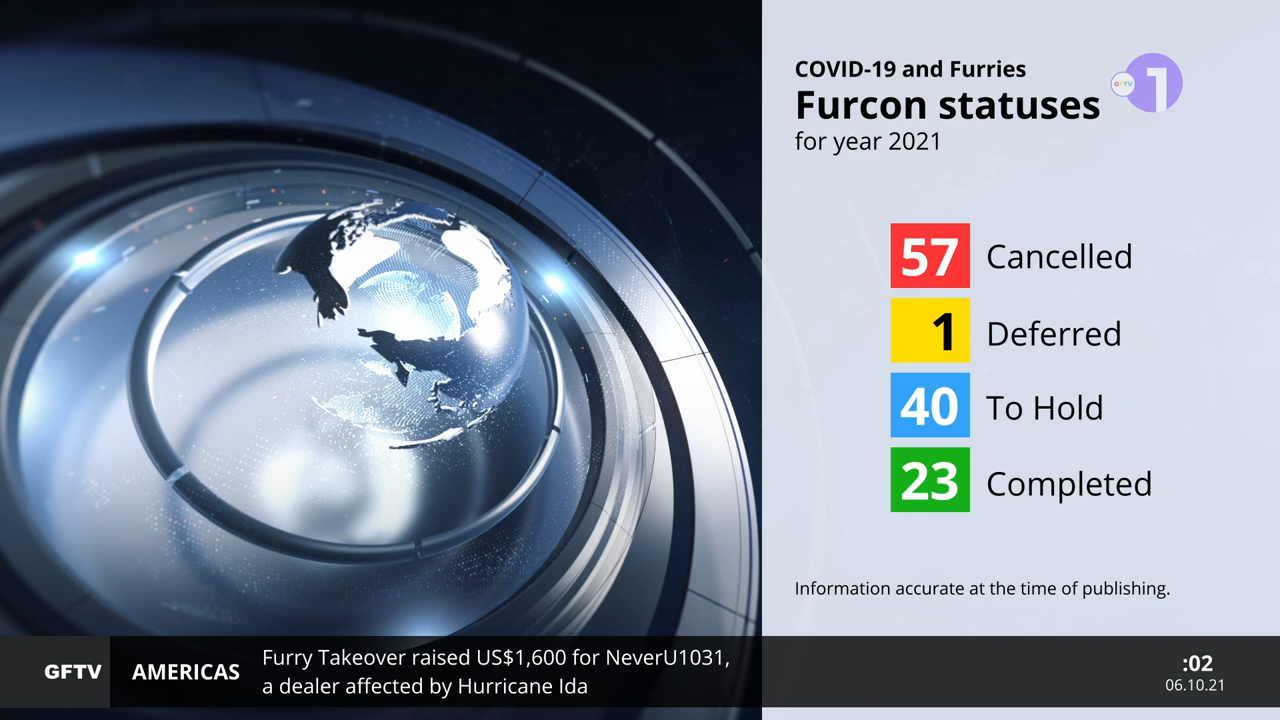 COVID-19 and Furries
Furcon statuses
for year 2021
GFTV 1
57 Cancelled
1 Deferred
40 To Hold
23 Completed
Information accurate at the time of publishing.
GFTV
AMERICAS
Furry Takeover raised US$1,600 for NeverU1031,
a dealer affected by Hurricane Ida
:02
06.10.21